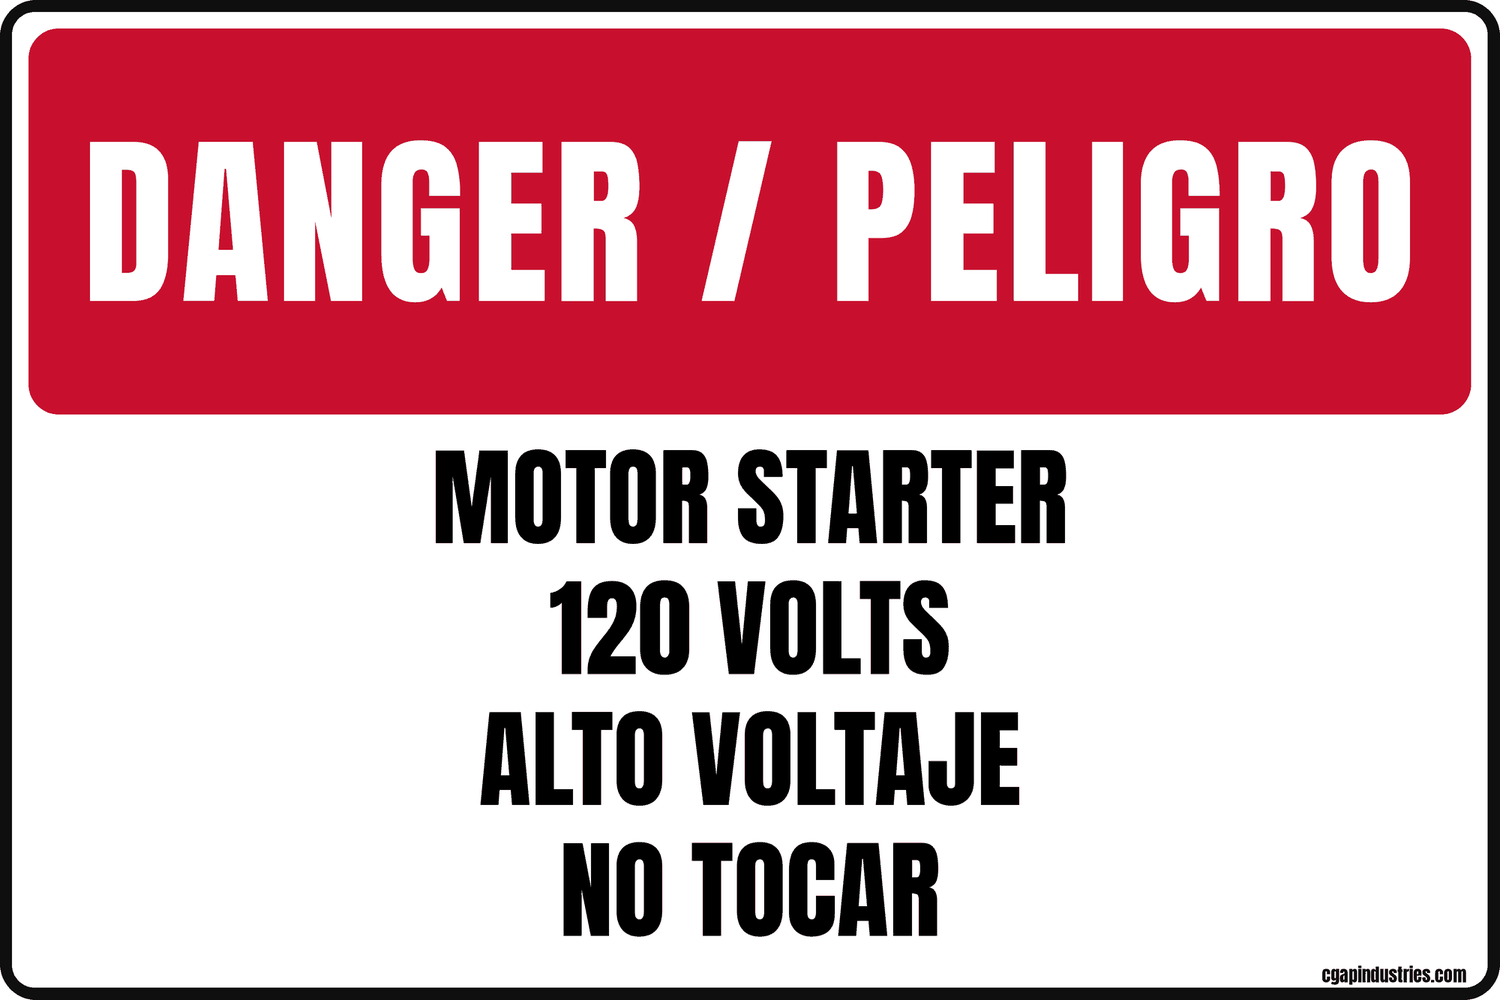 DANGER / PELIGRO
MOTOR STARTER
120 VOLTS
ALTO VOLTAJE
NO TOCAR
cgapindustries.com